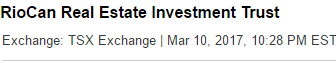 RioCan Real Estate Investment Trust
Exchange: TSX Exchange | Mar 10, 2017, 10:28 PM EST